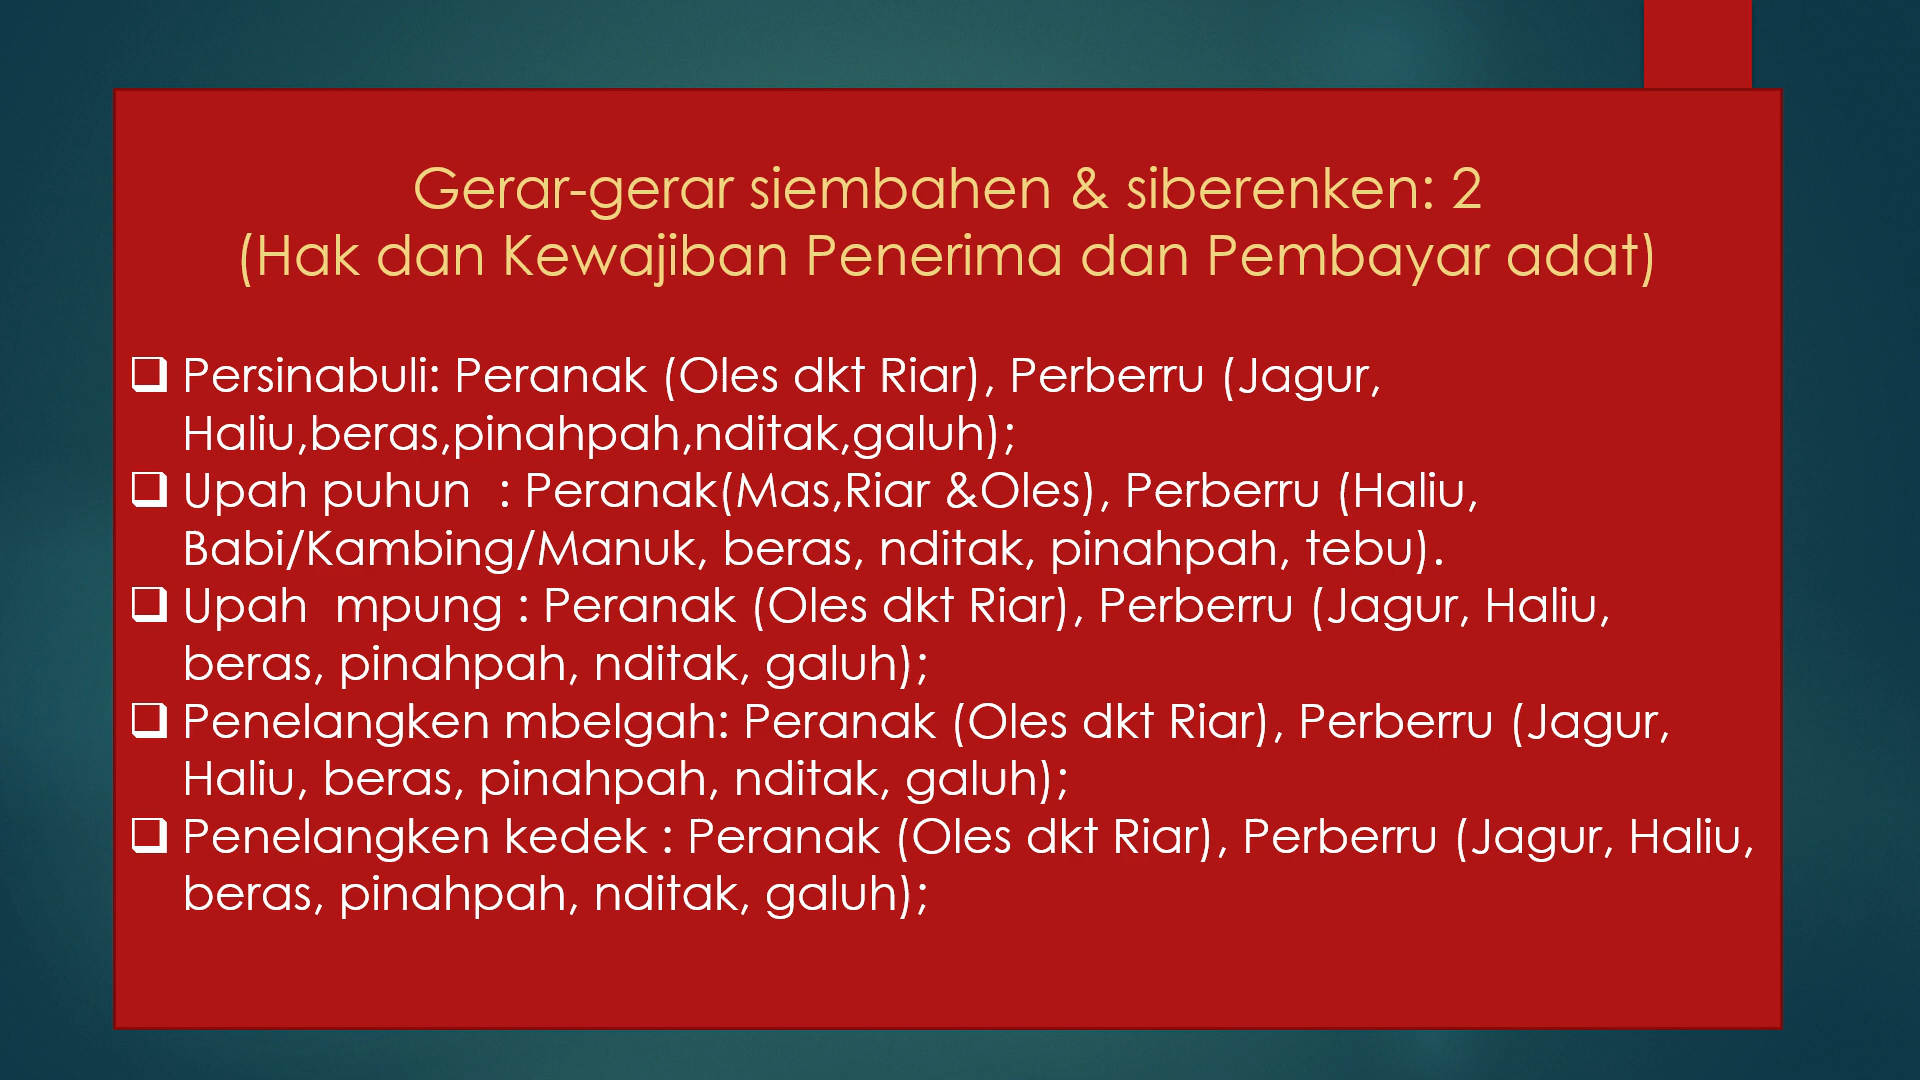 Gerar-gerar siembahen & siberenken: 2
(Hak dan Kewajiban Penerima dan Pembayar adat)
❑ Persinabuli: Peranak (Oles dkt Riar), Perberru (Jagur,
Haliu,beras,pinahpah,nditak,galuh);
❑ Upah puhun  : Peranak(Mas,Riar &Oles), Perberru (Haliu,
Babi/Kambing/Manuk, beras, nditak, pinahpah, tebu).
❑ Upah  mpung : Peranak (Oles dkt Riar), Perberru (Jagur, Haliu,
beras, pinahpah, nditak, galuh);
❑ Penelangken mbelgah: Peranak (Oles dkt Riar), Perberru (Jagur,
Haliu, beras, pinahpah, nditak, galuh);
❑ Penelangken kedek : Peranak (Oles dkt Riar), Perberru (Jagur, Haliu,
beras, pinahpah, nditak, galuh);